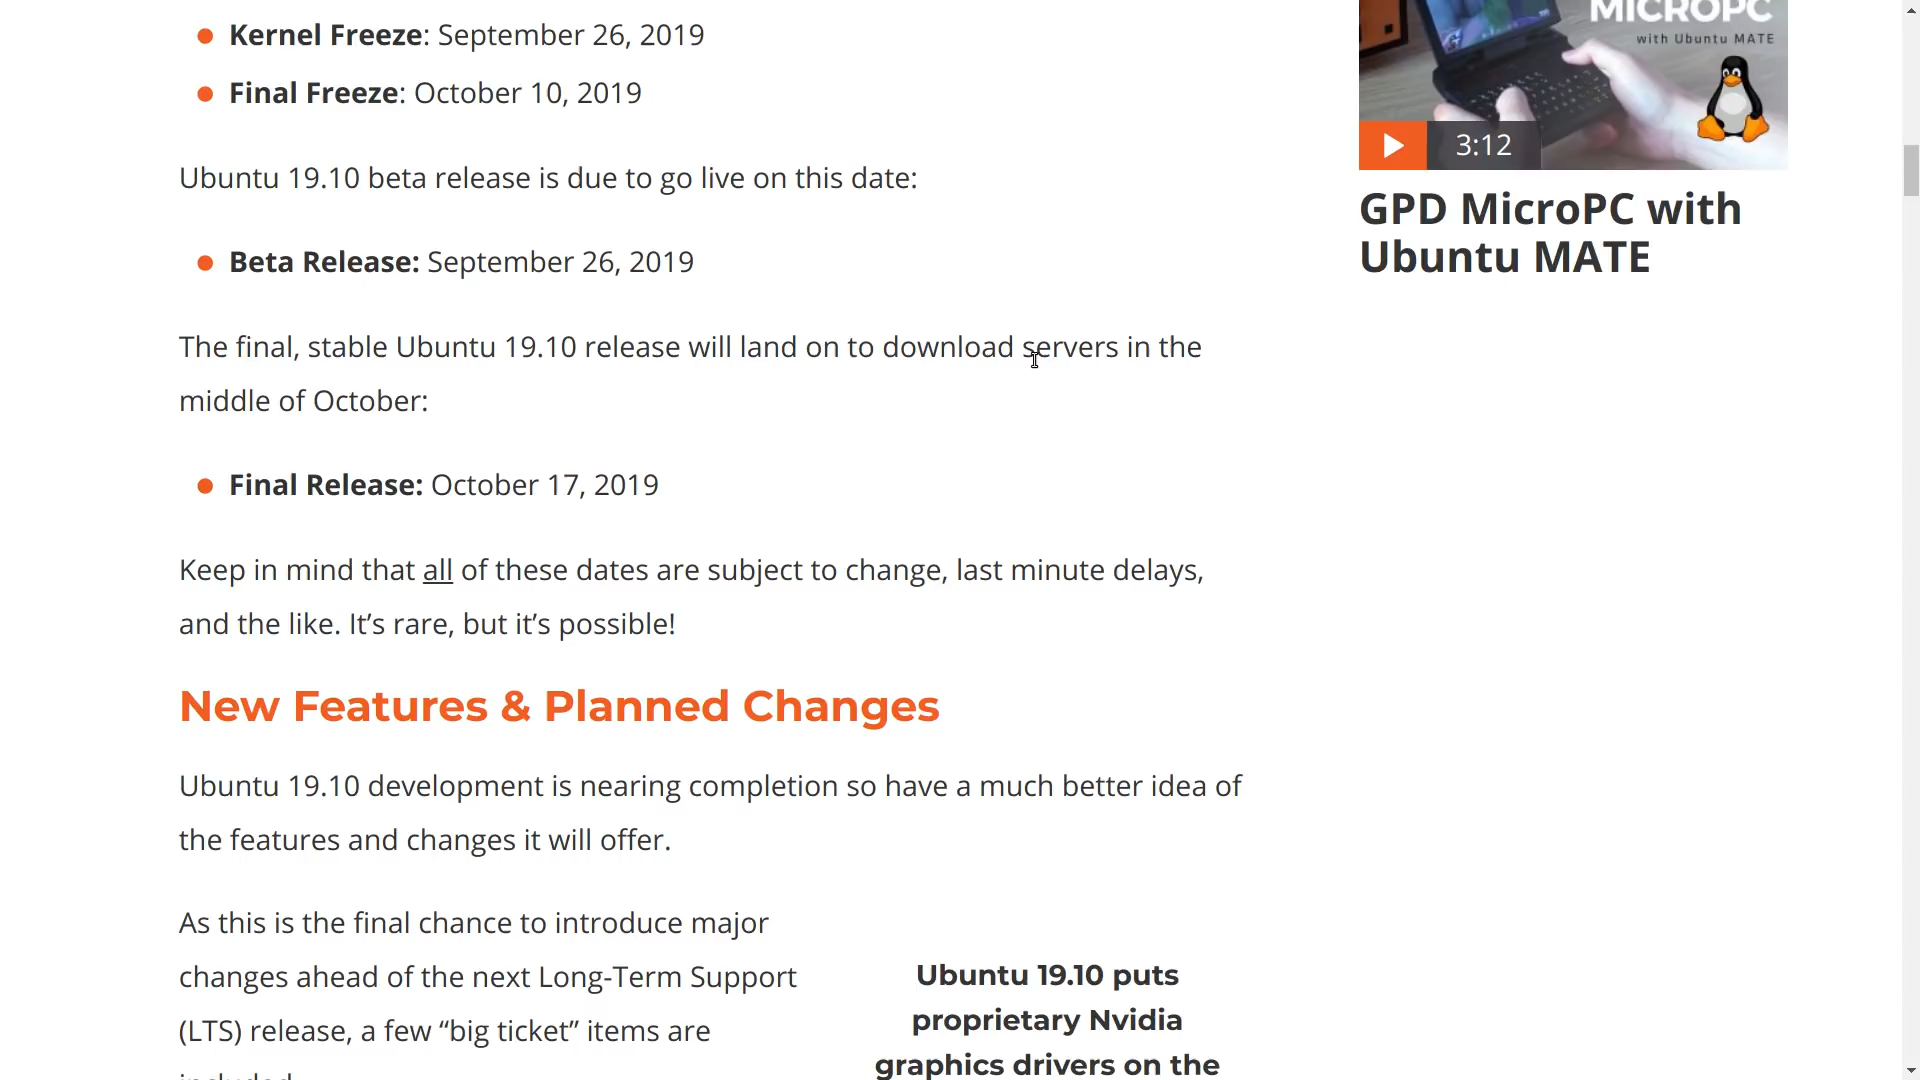 Kernel Freeze: September 26, 2019
Final Freeze: October 10, 2019
Ubuntu 19.10 beta release is due to go live on this date:
Beta Release: September 26, 2019
The final, stable Ubuntu 19.10 release will land on to download servers in the
middle of October:
Final Release: October 17, 2019
Keep in mind that all of these dates are subject to change, last minute delays,
and the like. It’s rare, but it’s possible!
New Features & Planned Changes
Ubuntu 19.10 development is nearing completion so have a much better idea of
the features and changes it will offer.
As this is the final chance to introduce major
changes ahead of the next Long-Term Support
(LTS) release, a few “big ticket” items are
Ubuntu 19.10 puts
proprietary Nvidia
graphics drivers on the
MICROPC
with Ubuntu MATE
3:12
GPD MicroPC with
Ubuntu MATE